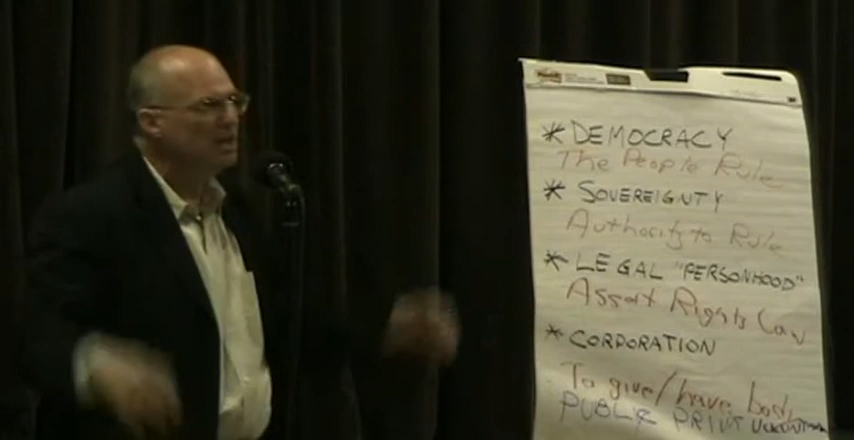 * DEMOCRACY
The People Rule
* SOVEREIGNTY
Authority to Rule
* LEGAL "PERSONHOOD"
Assert Rights Law
* CORPORATION
To give/have body
PUBLIC PRIVT